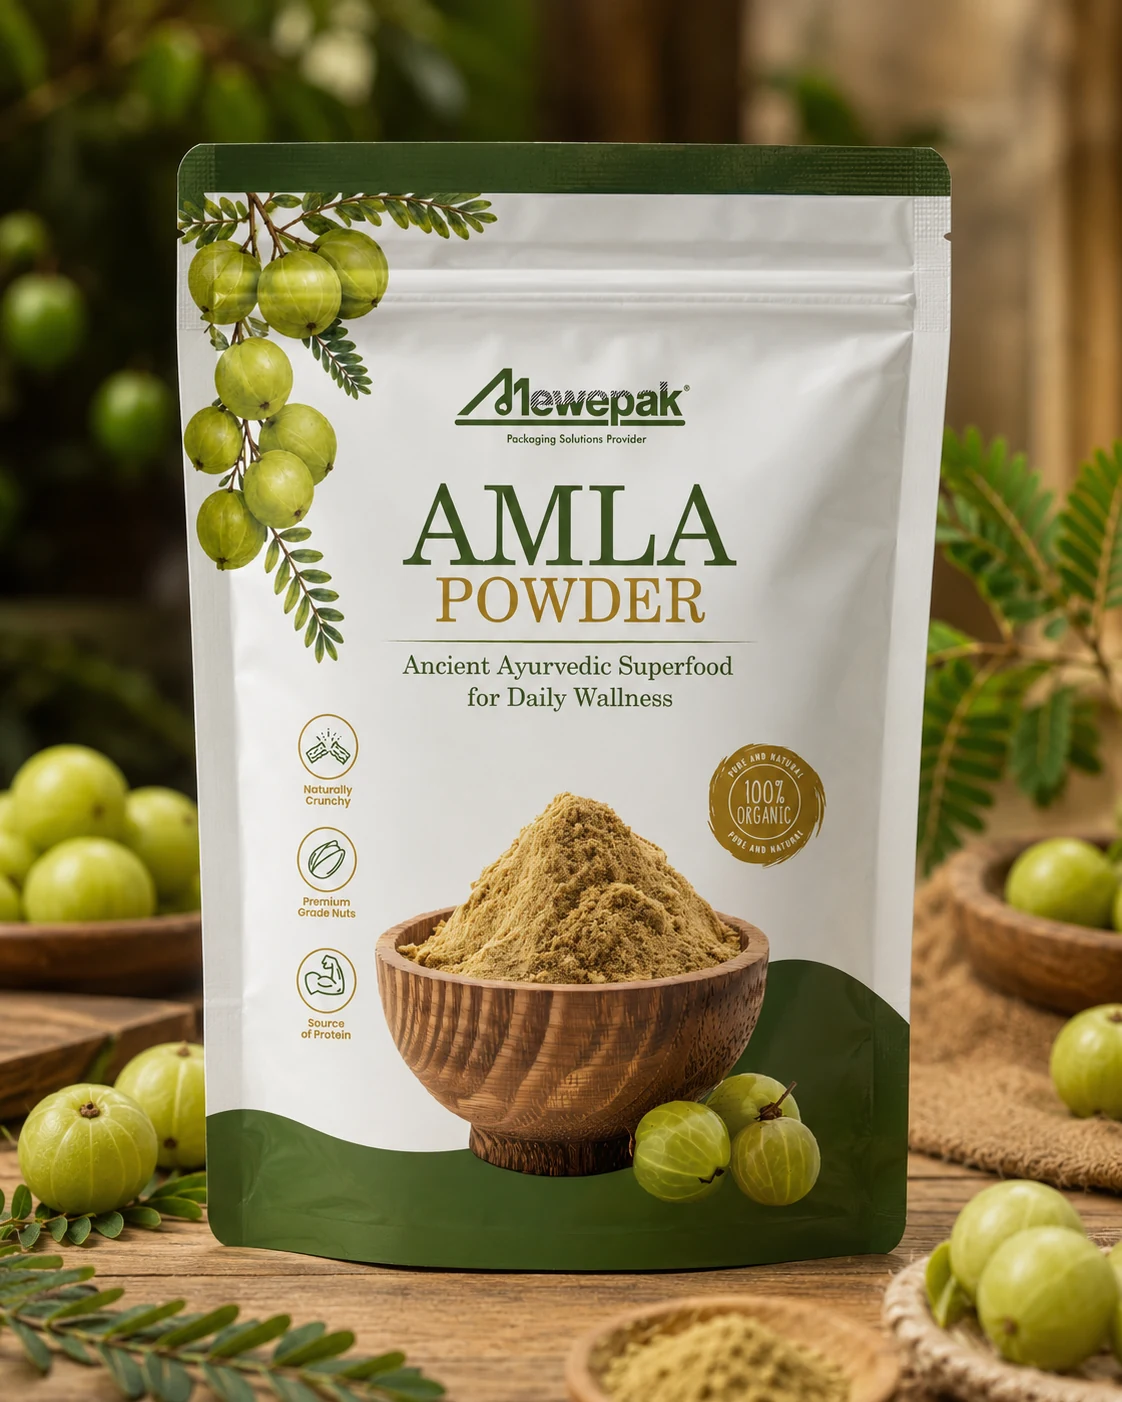 Mewepak®
Packaging Solutions Provider
AMLA
POWDER
Ancient Ayurvedic Superfood
for Daily Wallness
Naturally
Crunchy
Premium
Grade Nuts
Source
of Protein
PURE AND NATURAL
100%
ORGANIC
PURE AND NATURAL